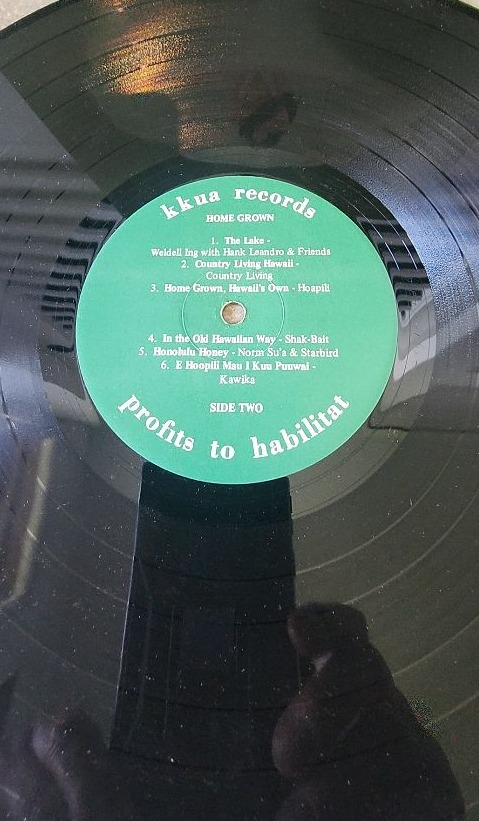 kkua records
HOME GROWN
1. The Lake -
Weldell Ing with Hank Leandro & Friends
2. Country Living Hawaii -
Country Living
3. Home Grown, Hawaii's Own - Hoapili
4. In the Old Hawaiian Way - Shak-Bait
5. Honolulu Honey - Norm Su'a & Starbird
6. E Hoopili Mau I Kuu Puuwai -
Kawika
SIDE TWO
profits to habilitat